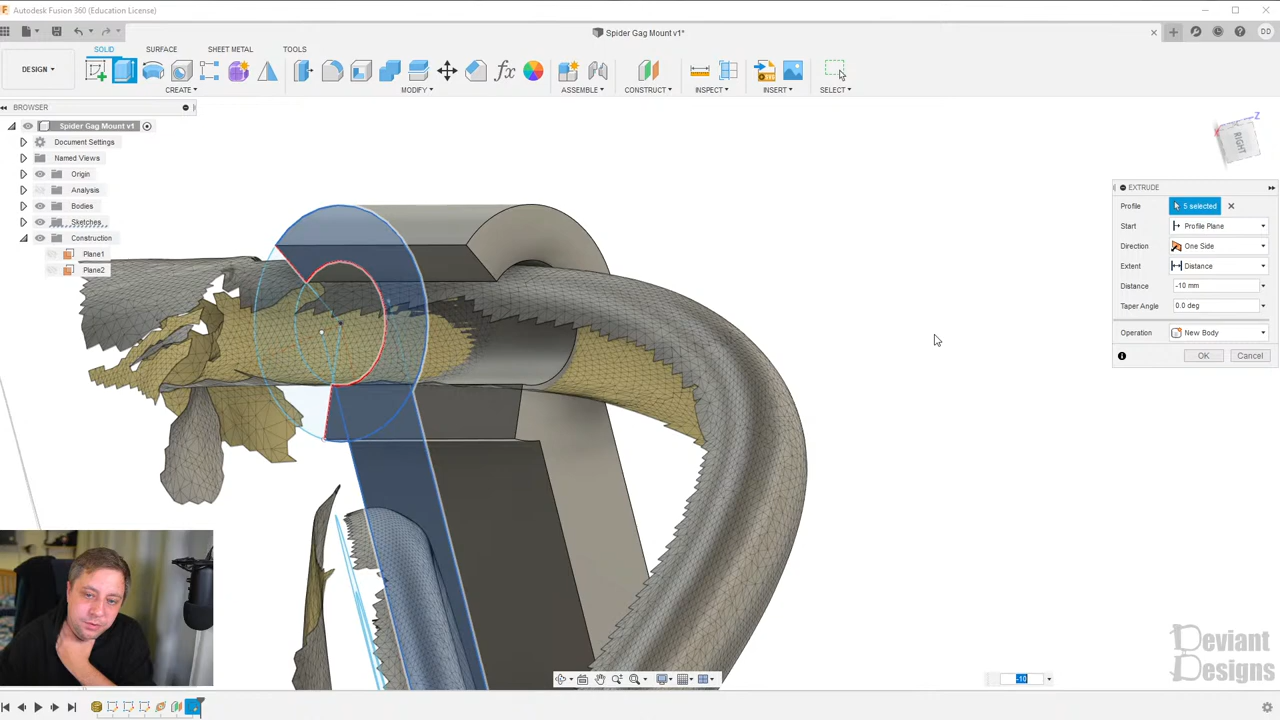 Autodesk Fusion 360 (Education License)
Spider Gag Mount v1*
DD
DESIGN
SOLID
SURFACE
SHEET METAL
TOOLS
CREATE
MODIFY
ASSEMBLE
CONSTRUCT
INSPECT
INSERT
SELECT
BROWSER
Spider Gag Mount v1
Document Settings
Named Views
Origin
Analysis
Bodies
Sketches
Construction
Plane1
Plane2
Z
X
RIGHT
EXTRUDE
Profile
5 selected
Start
Profile Plane
Direction
One Side
Extent
Distance
Distance
-10 mm
Taper Angle
0.0 deg
Operation
New Body
OK
Cancel
-10
Deviant
Designs